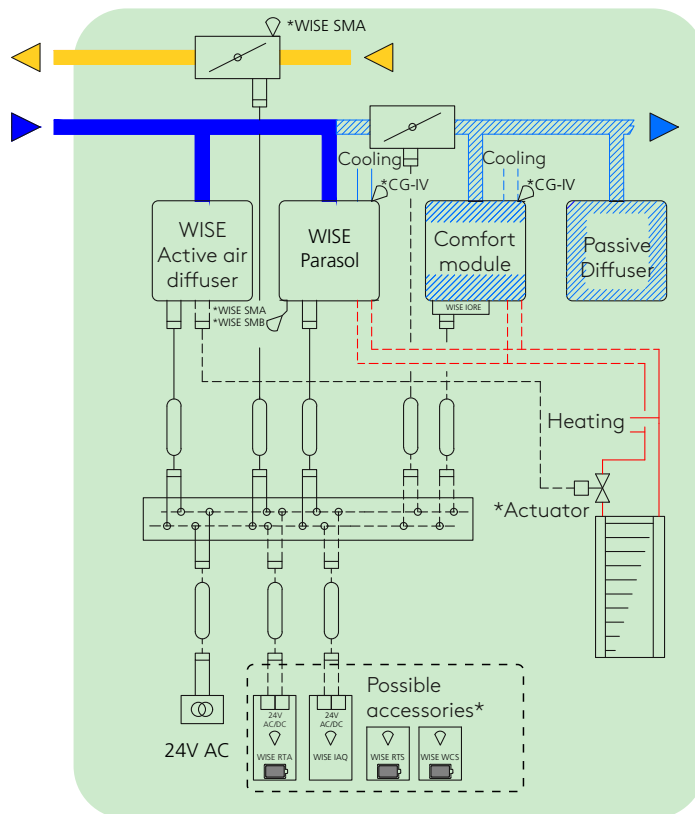 *WISE SMA
Cooling
Cooling
*CG-IV
*CG-IV
WISE
Active air
diffuser
WISE
Parasol
Comfort
module
Passive
Diffuser
WISE IORE
*WISE SMA
*WISE SMB
Heating
*Actuator
Possible
accessories*
24V
AC/DC
24V
AC/DC
24V AC
WISE RTA
WISE IAQ
WISE RTS
WISE WCS